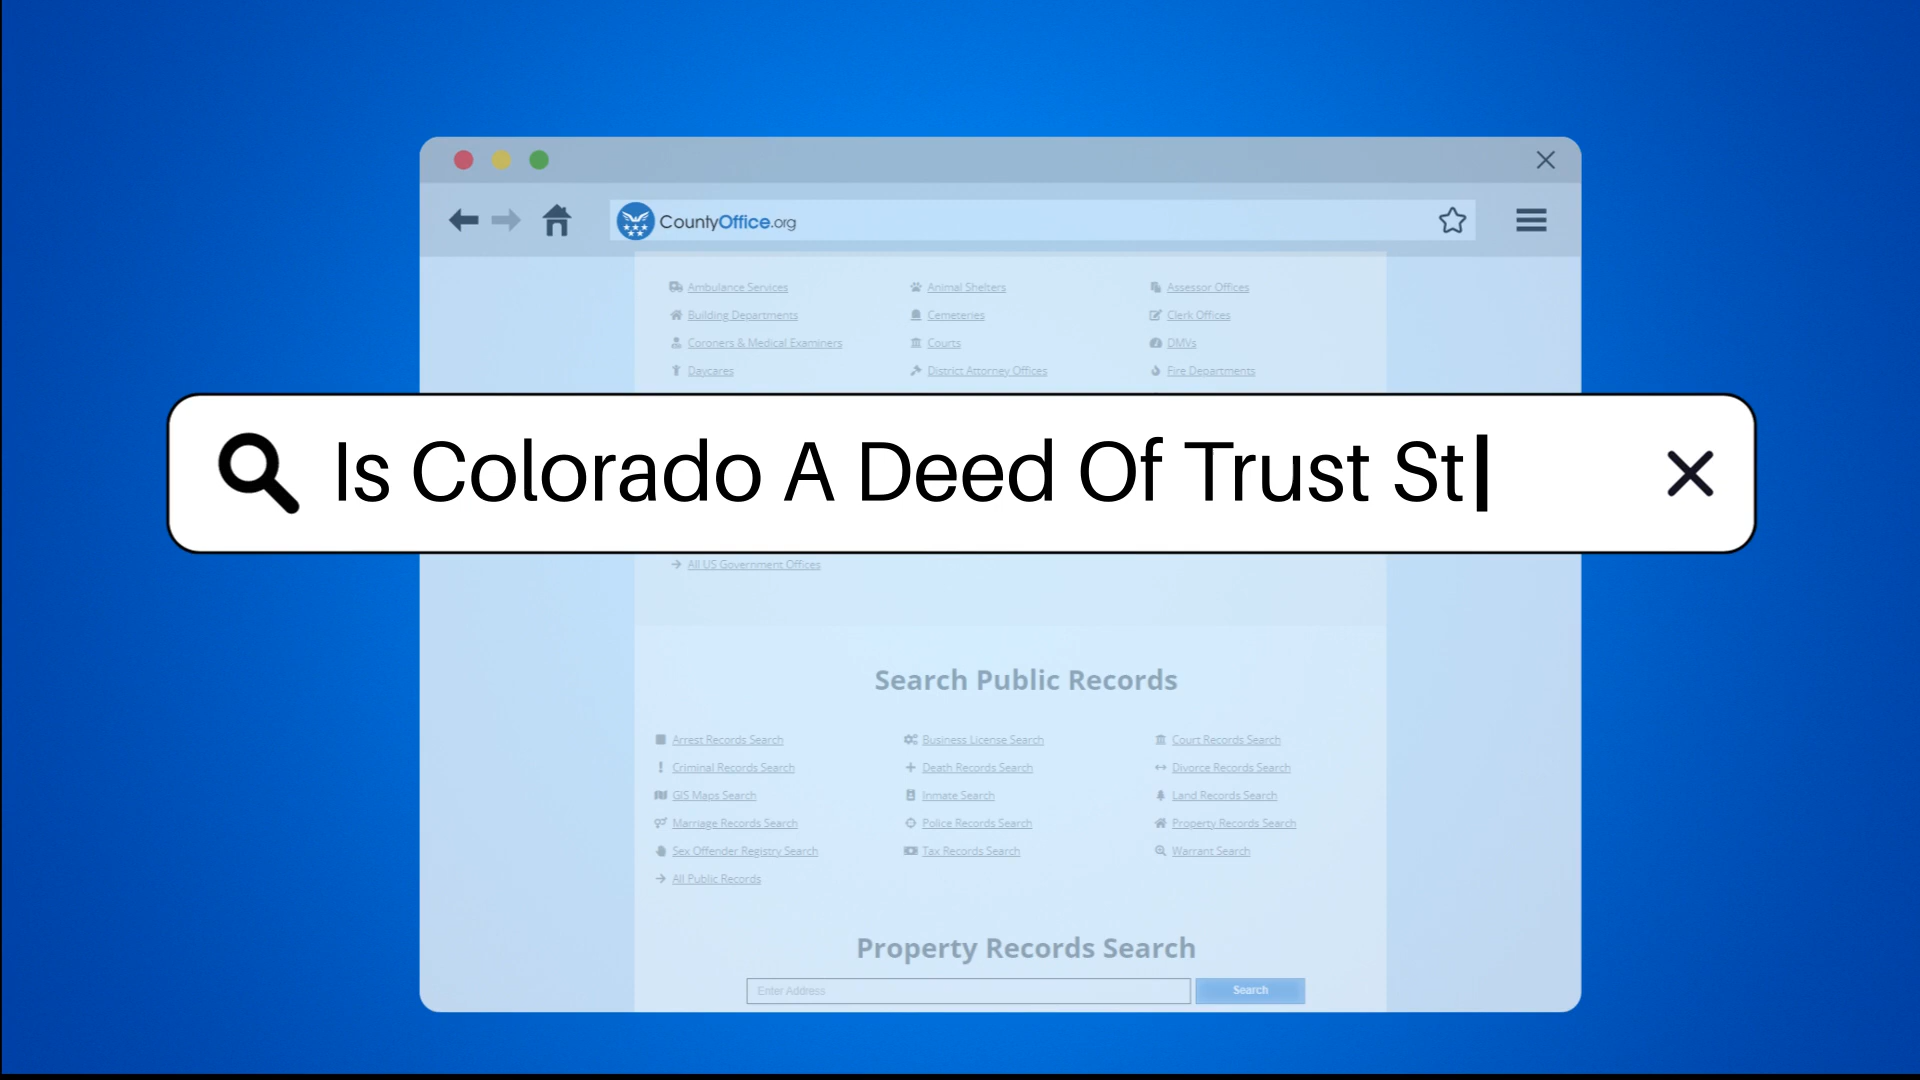 CountyOffice.org
Ambulance Services Animal Shelters Assessor Offices
Building Departments Cemeteries Clerk Offices
Coroners & Medical Examiners Courts DMVs
Daycares District Attorney Offices Fire Departments
Is Colorado A Deed Of Trust St
All US Government Offices
Search Public Records
Arrest Records Search Business License Search Court Records Search
Criminal Records Search Death Records Search Divorce Records Search
GIS Maps Search Inmate Search Land Records Search
Marriage Records Search Police Records Search Property Records Search
Sex Offender Registry Search Tax Records Search Warrant Search
All Public Records
Property Records Search
Enter Address Search